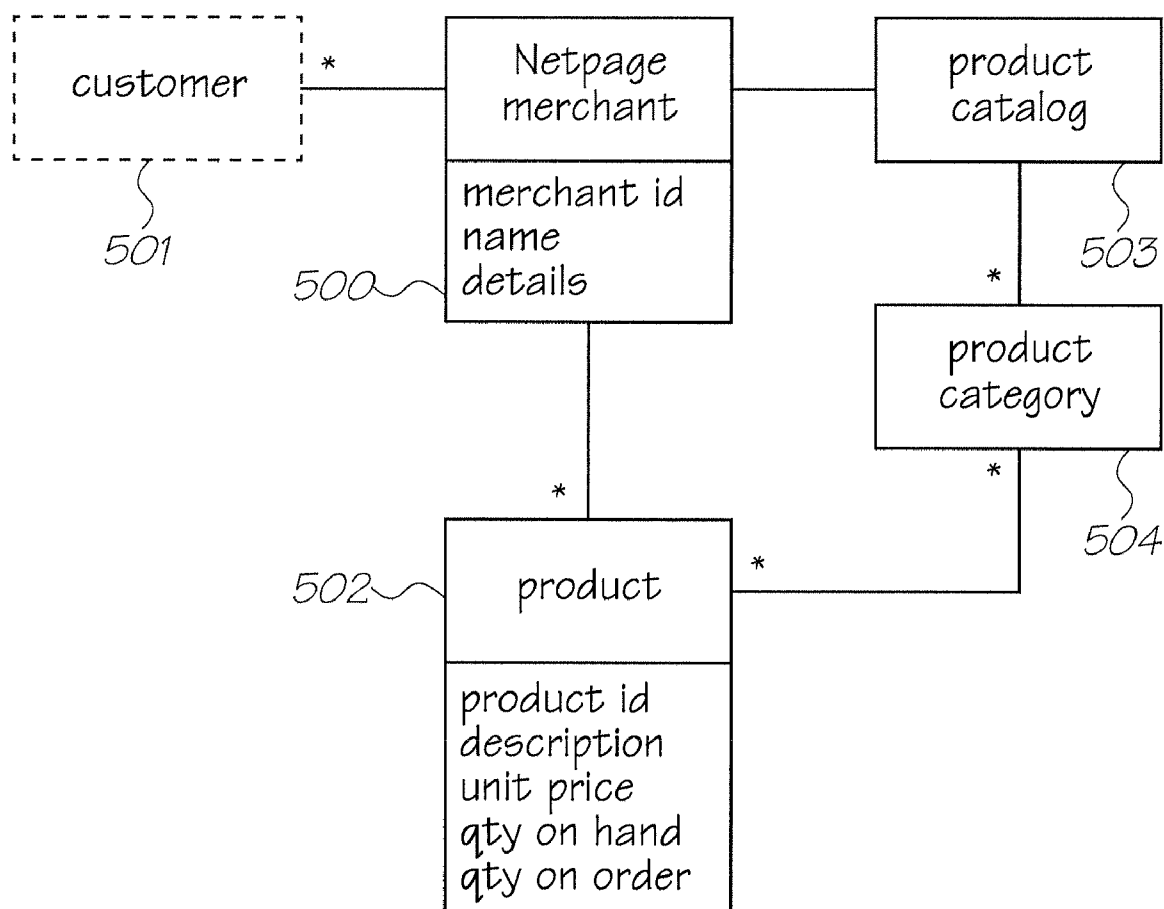 customer
*
501
Netpage
merchant
merchant id
name
details
500
product
catalog
503
*
product
category
*
504
*
*
502
product
product id
description
unit price
qty on hand
qty on order